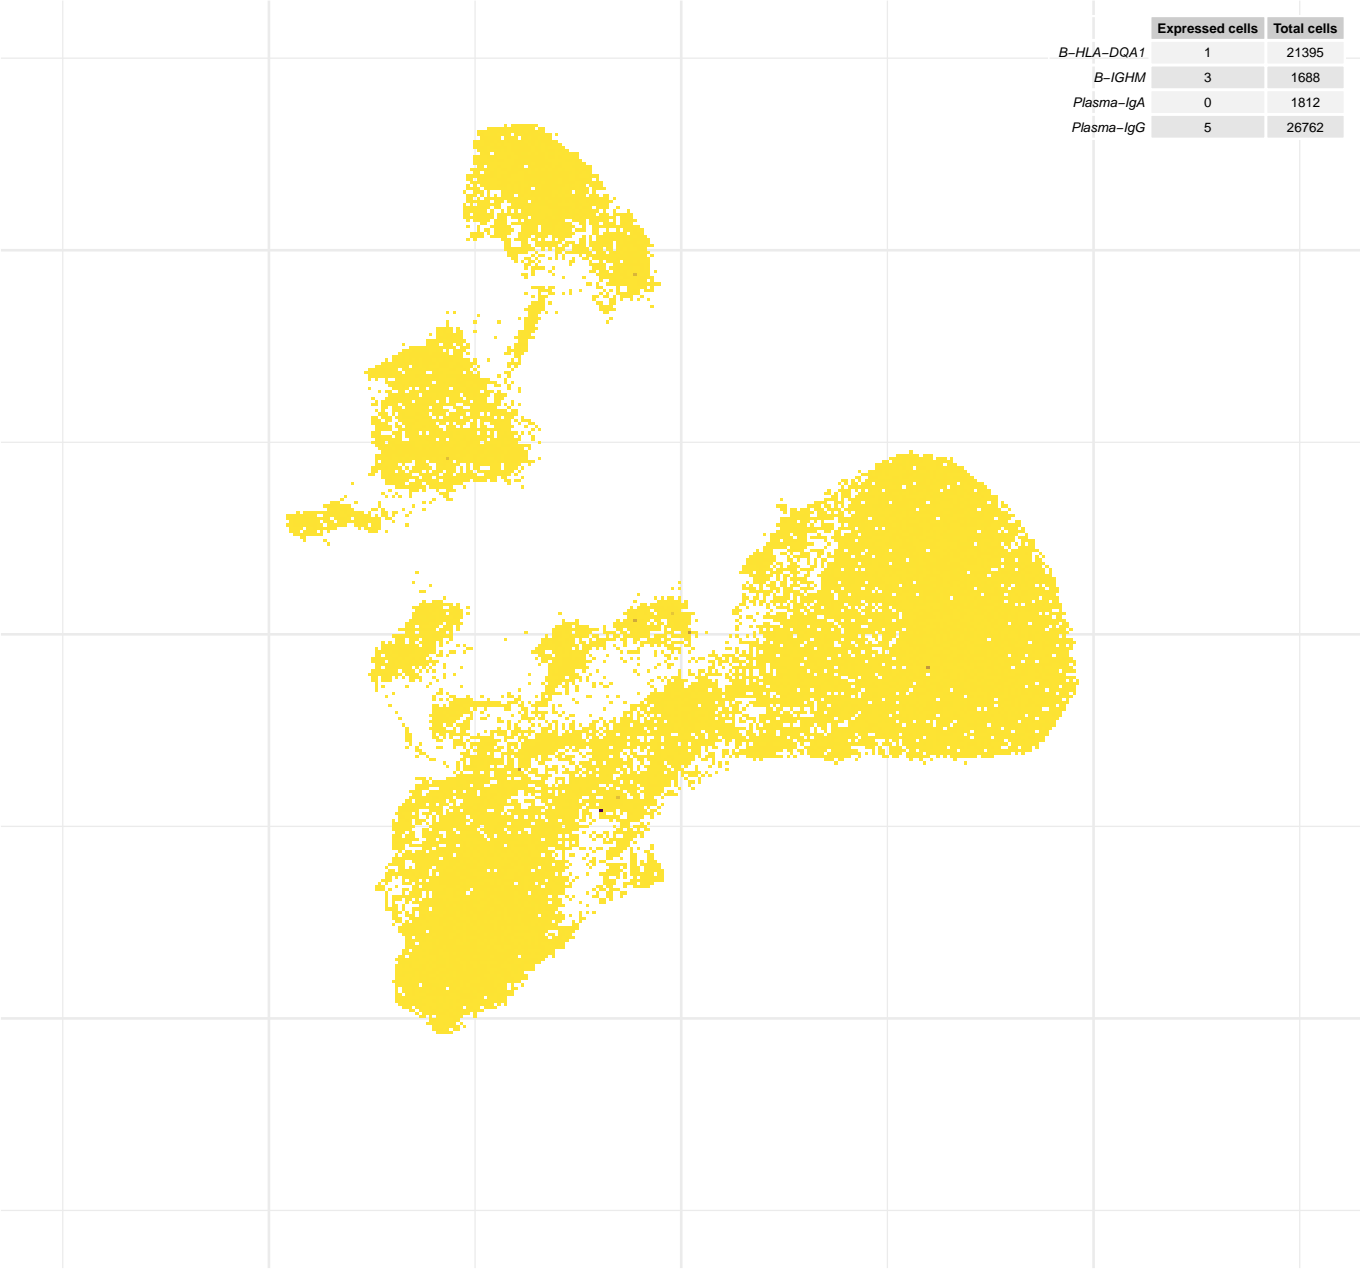 Expressed cells Total cells
B−HLA−DQA1 1 21395
B−IGHM 3 1688
Plasma−IgA 0 1812
Plasma−IgG 5 26762